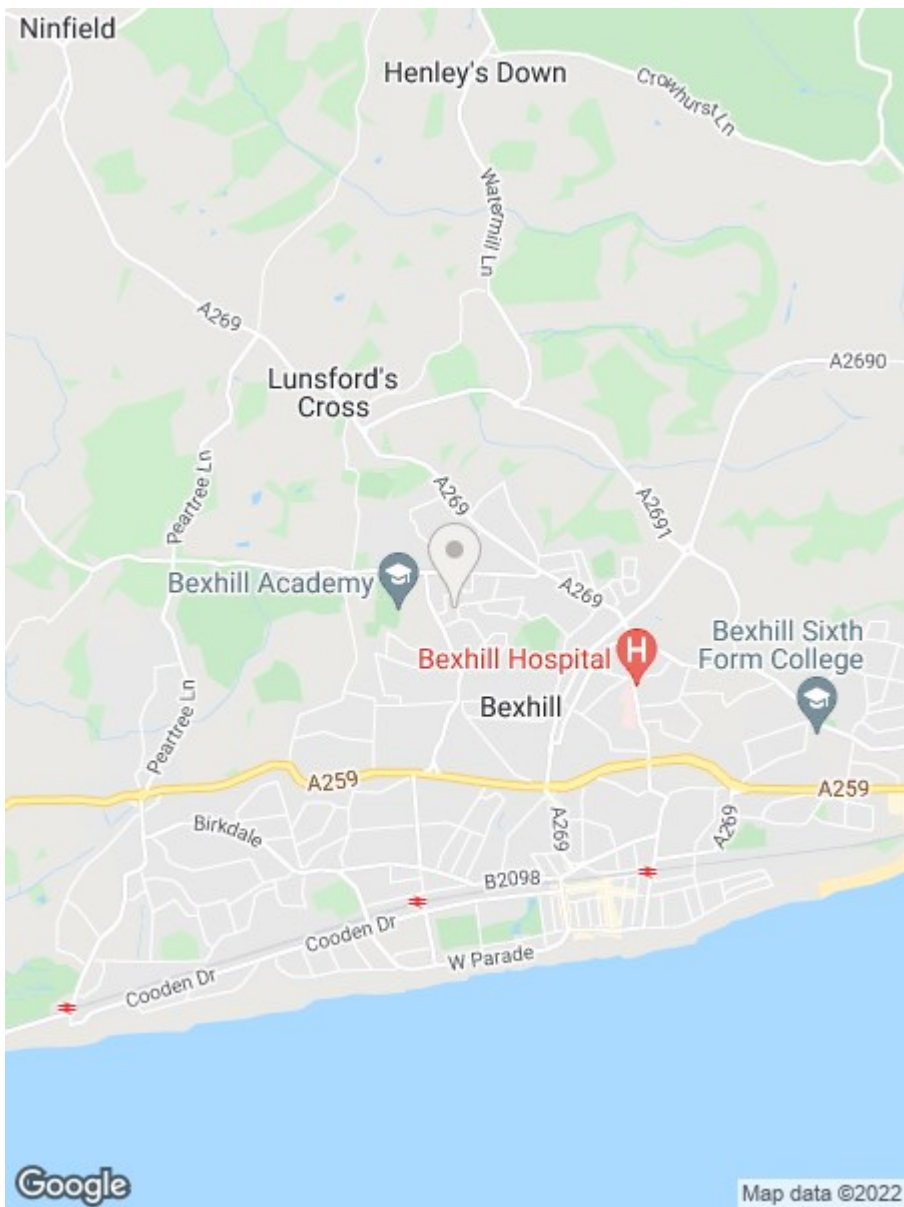 Ninfield
Henley's Down
Crowhurst Ln
Watermill Ln
A269
A2690
Lunsford's
Cross
Peartree Ln
A269
A2691
Bexhill Academy
A269
Bexhill Sixth
Form College
Bexhill Hospital
Bexhill
Peartree Ln
A259
A259
Birkdale
A269
A269
B2098
Cooden Dr
W Parade
Cooden Dr
Google
Map data ©2022